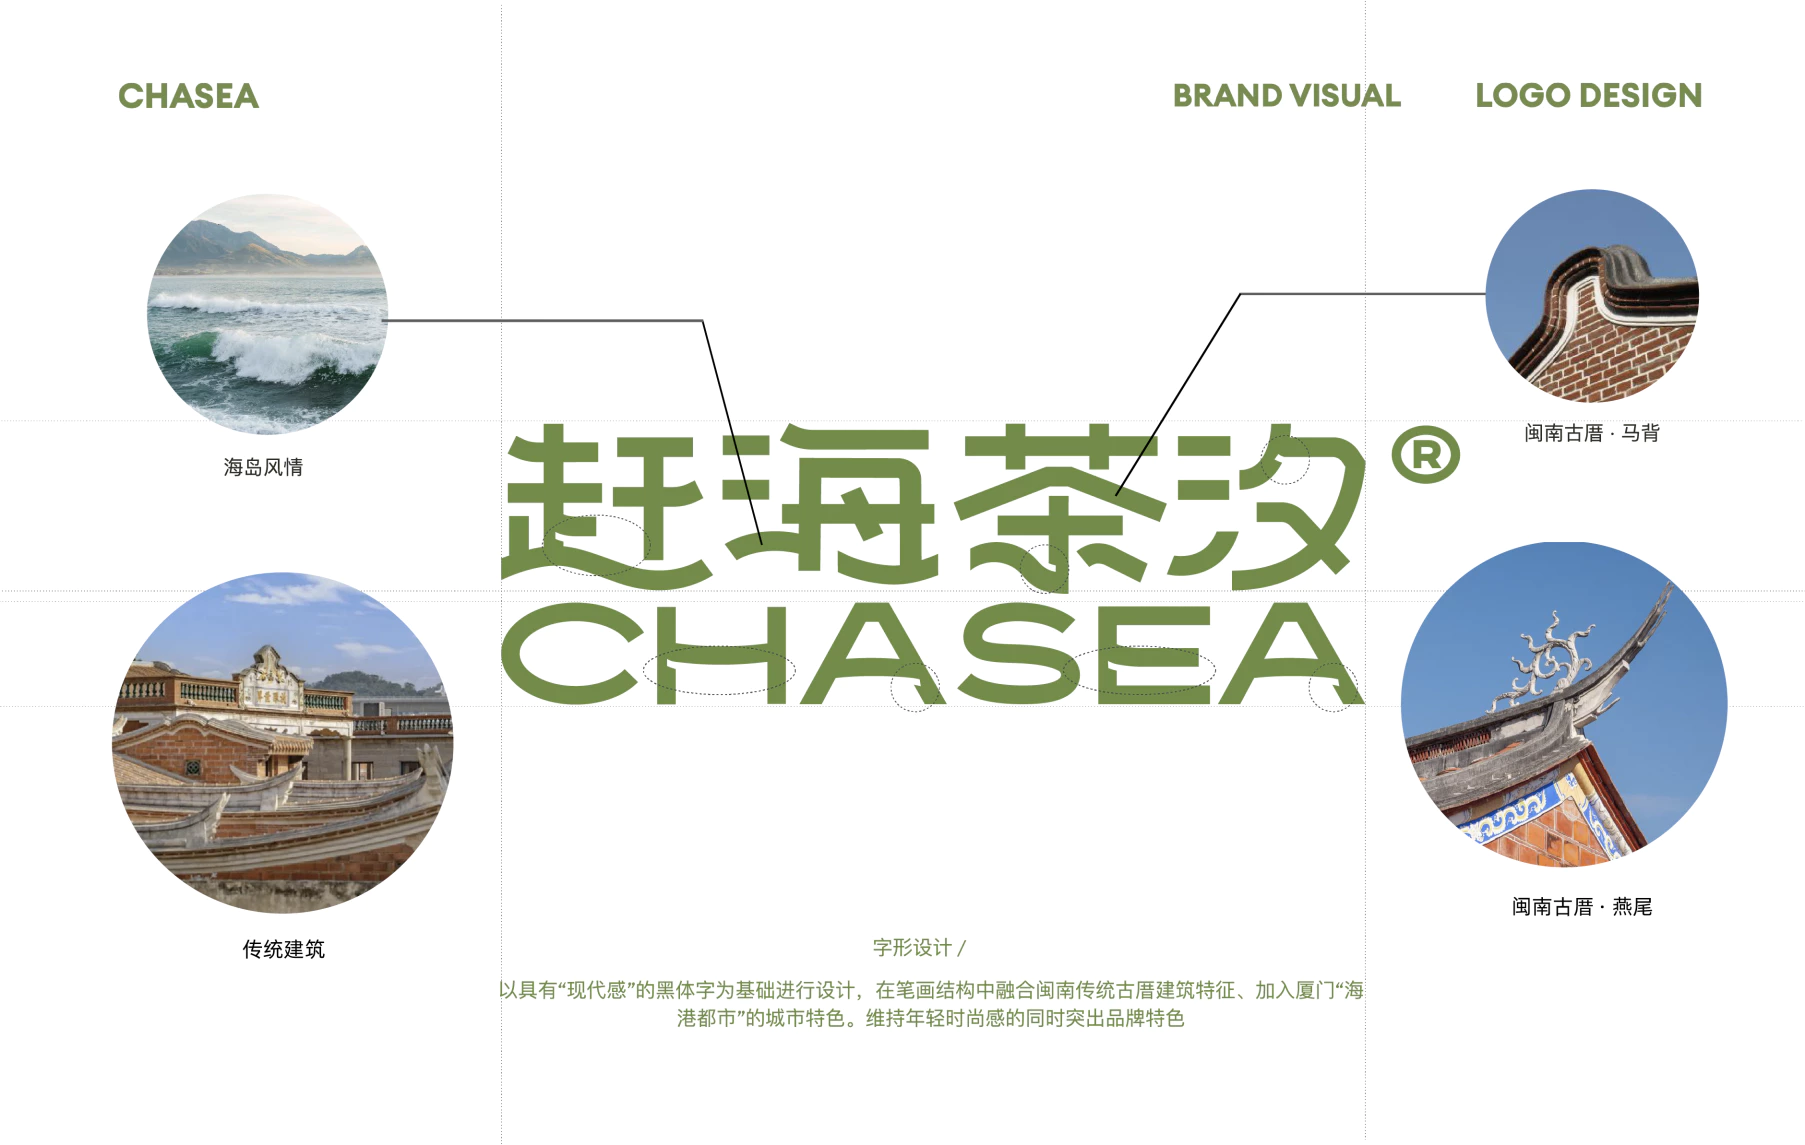 CHASEA
BRAND VISUAL
LOGO DESIGN
海岛风情
闽南古厝 · 马背
赶海茶汐®
CHASEA
传统建筑
闽南古厝 · 燕尾
字形设计 /
以具有“现代感”的黑体字为基础进行设计，在笔画结构中融合闽南传统古厝建筑特征、加入厦门“海
港都市”的城市特色。维持年轻时尚感的同时突出品牌特色